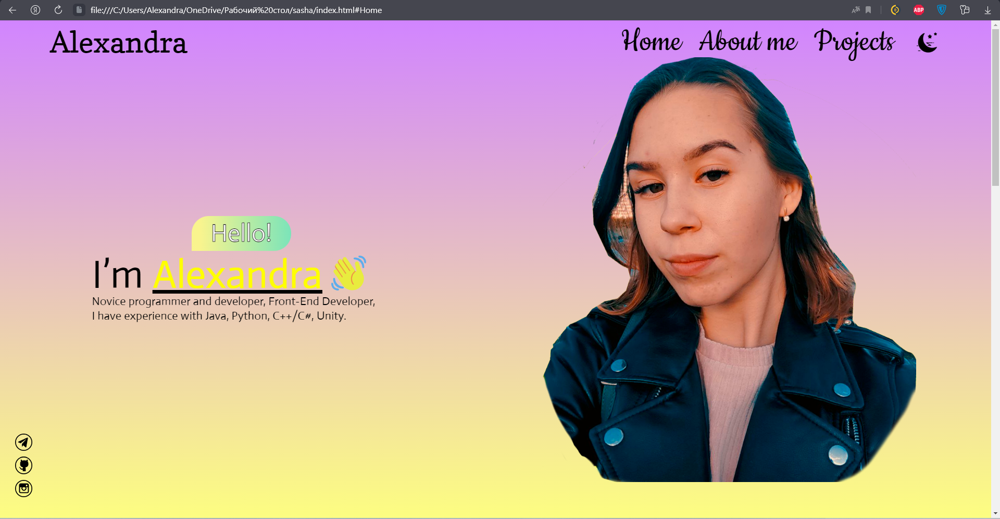 file:///C:/Users/Alexandra/OneDrive/Рабочий%20стол/sasha/index.html#Home
ABP
Alexandra
Home About me Projects
Hello!
I'm Alexandra
Novice programmer and developer, Front-End Developer,
I have experience with Java, Python, C++/C#, Unity.